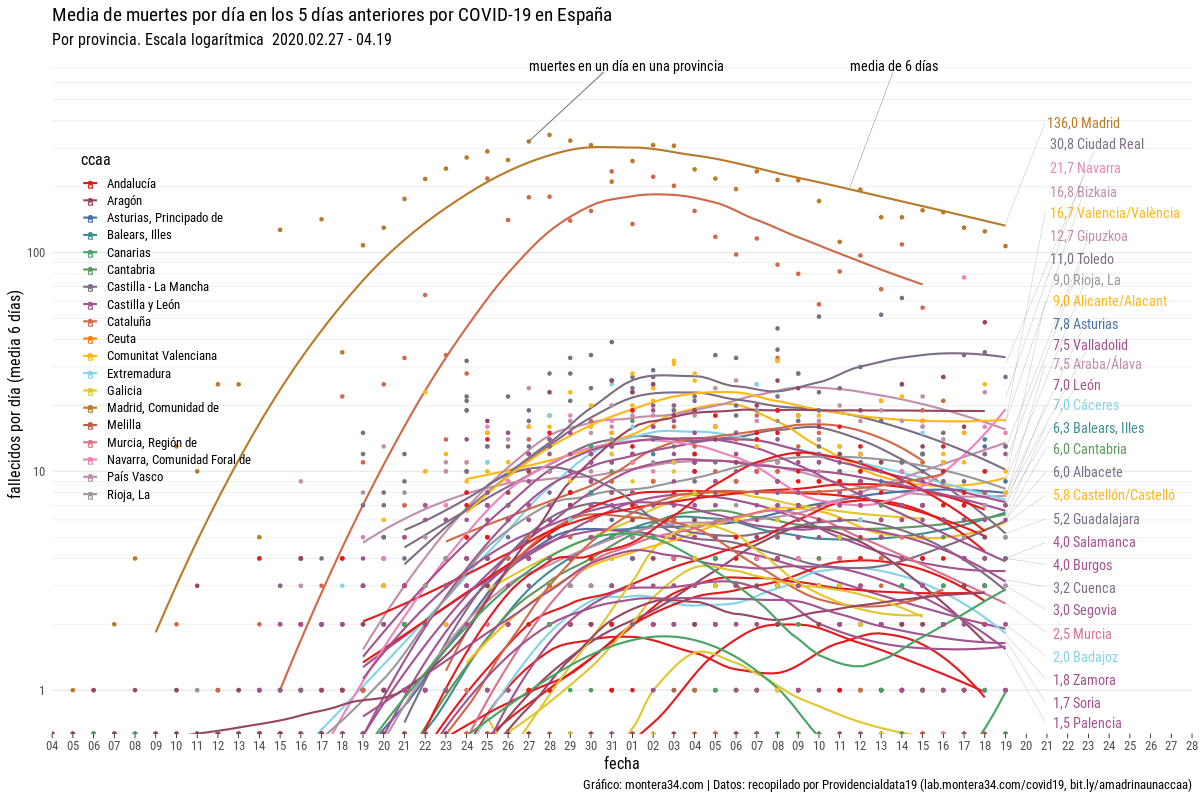 Media de muertes por día en los 5 días anteriores por COVID-19 en España
Por provincia. Escala logarítmica 2020.02.27 - 04.19
muertes en un día en una provincia
media de 6 días
ccaa
Andalucía
Aragón
Asturias, Principado de
Balears, Illes
Canarias
Cantabria
Castilla - La Mancha
Castilla y León
Cataluña
Ceuta
Comunitat Valenciana
Extremadura
Galicia
Madrid, Comunidad de
Melilla
Murcia, Región de
Navarra, Comunidad Foral de
País Vasco
Rioja, La
136,0 Madrid
30,8 Ciudad Real
21,7 Navarra
16,8 Bizkaia
16,7 Valencia/València
12,7 Gipuzkoa
11,0 Toledo
9,0 Rioja, La
9,0 Alicante/Alacant
7,8 Asturias
7,5 Valladolid
7,5 Araba/Álava
7,0 León
7,0 Cáceres
6,3 Balears, Illes
6,0 Cantabria
6,0 Albacete
5,8 Castellón/Castelló
5,2 Guadalajara
4,0 Salamanca
4,0 Burgos
3,2 Cuenca
3,0 Segovia
2,5 Murcia
2,0 Badajoz
1,8 Zamora
1,7 Soria
1,5 Palencia
fallecidos por día (media 6 días)
100
10
1
04 05 06 07 08 09 10 11 12 13 14 15 16 17 18 19 20 21 22 23 24 25 26 27 28 29 30 31 01 02 03 04 05 06 07 08 09 10 11 12 13 14 15 16 17 18 19 20 21 22 23 24 25 26 27 28
fecha
Gráfico: montera34.com | Datos: recopilado por Providencialdata19 (lab.montera34.com/covid19, bit.ly/amadrinaunaccaa)